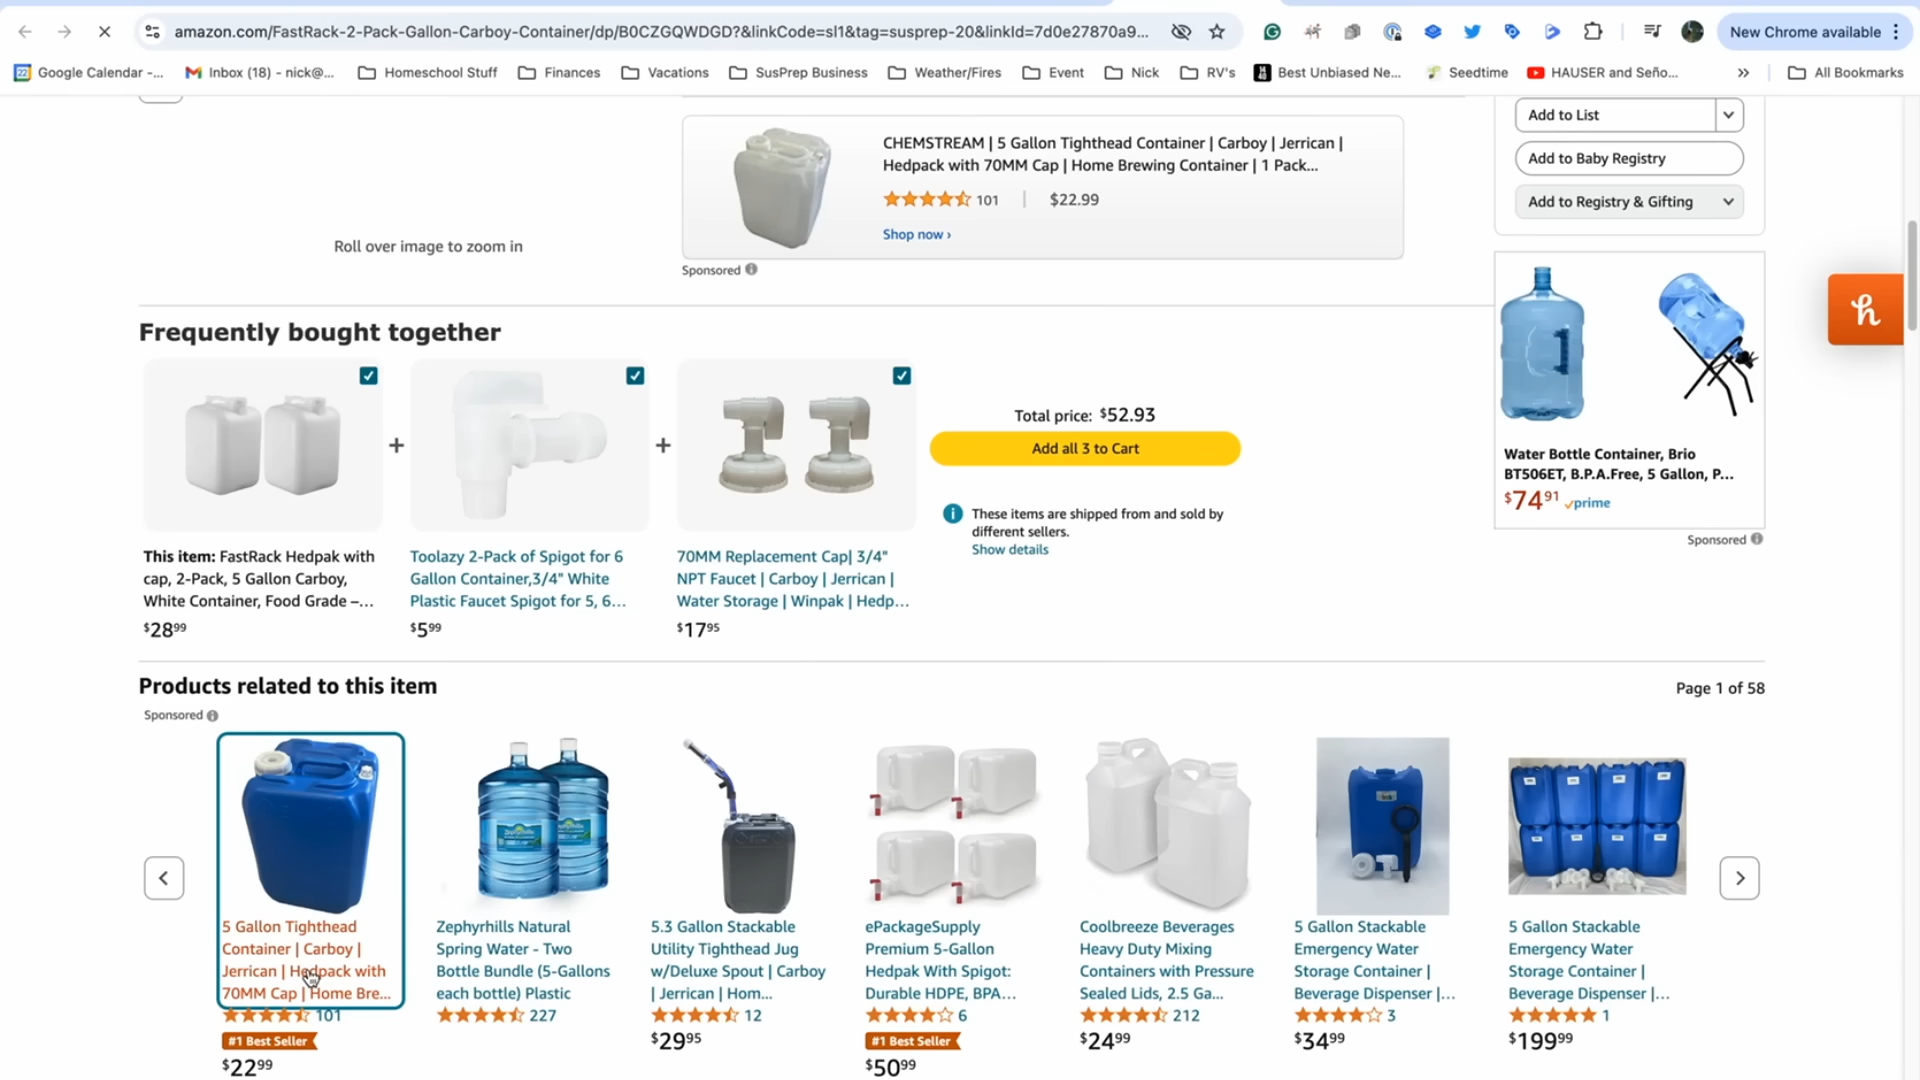 amazon.com/FastRack-2-Pack-Gallon-Carboy-Container/dp/B0CZGQWDGD?&linkCode=sl1&tag=susprep-20&linkId=7d0e27870a9...
New Chrome available
Google Calendar -...
Inbox (18) - nick@...
Homeschool Stuff
Finances
Vacations
SusPrep Business
Weather/Fires
Event
Nick
RV's
Best Unbiased Ne...
Seedtime
HAUSER and Seño...
All Bookmarks
Roll over image to zoom in
CHEMSTREAM | 5 Gallon Tighthead Container | Carboy | Jerrican |
Hedpack with 70MM Cap | Home Brewing Container | 1 Pack...
101
$22.99
Shop now ›
Sponsored
Add to List
Add to Baby Registry
Add to Registry & Gifting
Water Bottle Container, Brio
BT506ET, B.P.A.Free, 5 Gallon, P...
$74 91 prime
Sponsored
Frequently bought together
This item: FastRack Hedpak with
cap, 2-Pack, 5 Gallon Carboy,
White Container, Food Grade –...
$28 99
+
Toolazy 2-Pack of Spigot for 6
Gallon Container,3/4" White
Plastic Faucet Spigot for 5, 6...
$5 99
+
70MM Replacement Cap| 3/4"
NPT Faucet | Carboy | Jerrican |
Water Storage | Winpak | Hedp...
$17 95
Total price: $52.93
Add all 3 to Cart
These items are shipped from and sold by
different sellers.
Show details
Products related to this item
Page 1 of 58
Sponsored
5 Gallon Tighthead
Container | Carboy |
Jerrican | Hedpack with
70MM Cap | Home Bre...
101
#1 Best Seller
$22 99
Zephyrhills Natural
Spring Water - Two
Bottle Bundle (5-Gallons
each bottle) Plastic
227
5.3 Gallon Stackable
Utility Tighthead Jug
w/Deluxe Spout | Carboy
| Jerrican | Hom...
12
$29 95
ePackageSupply
Premium 5-Gallon
Hedpak With Spigot:
Durable HDPE, BPA...
6
#1 Best Seller
$50 99
Coolbreeze Beverages
Heavy Duty Mixing
Containers with Pressure
Sealed Lids, 2.5 Ga...
212
$24 99
5 Gallon Stackable
Emergency Water
Storage Container |
Beverage Dispenser |...
3
$34 99
5 Gallon Stackable
Emergency Water
Storage Container |
Beverage Dispenser |...
1
$199 99